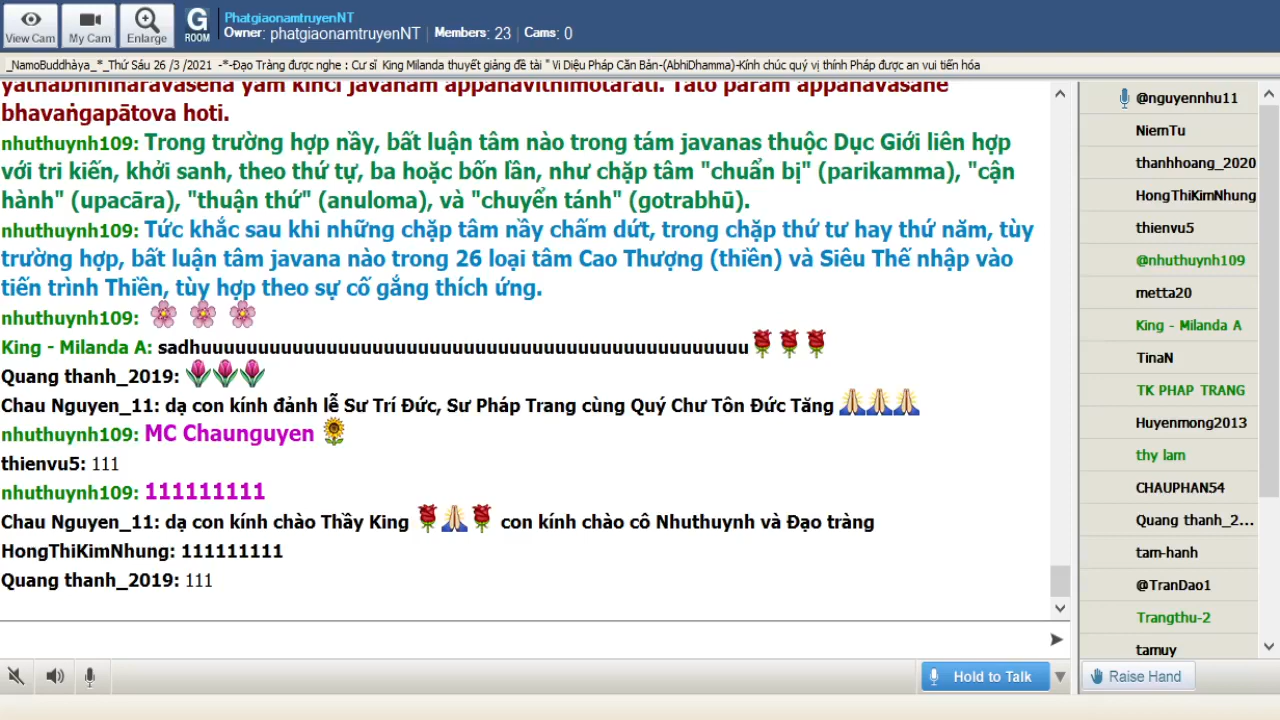 View Cam
My Cam
Enlarge
G
ROOM
PhatgiaonamtruyenNT
Owner: phatgiaonamtruyenNT | Members: 23 | Cams: 0
_NamoBuddhàya_*_Thứ Sáu 26 /3 /2021 -*-Đạo Tràng được nghe : Cư sĩ King Milanda thuyết giảng đề tài " Vi Diệu Pháp Căn Bản-(AbhiDhamma)-Kính chúc quý vị thính Pháp được an vui tiến hóa
yathābhinīhāravasena yaṁ kiñci javanaṁ appanāvīthimotarati. Tato paraṁ appanāvasāne
bhavaṅgapātova hoti.
nhuthuynh109: Trong trường hợp nầy, bất luận tâm nào trong tám javanas thuộc Dục Giới liên hợp
với tri kiến, khởi sanh, theo thứ tự, ba hoặc bốn lần, như chặp tâm "chuẩn bị" (parikamma), "cận
hành" (upacāra), "thuận thứ" (anuloma), và "chuyển tánh" (gotrabhū).
nhuthuynh109: Tức khắc sau khi những chặp tâm nầy chấm dứt, trong chặp thứ tư hay thứ năm, tùy
trường hợp, bất luận tâm javana nào trong 26 loại tâm Cao Thượng (thiền) và Siêu Thế nhập vào
tiến trình Thiền, tùy hợp theo sự cố gắng thích ứng.
nhuthuynh109:
King - Milanda A: sadhuuuuuuuuuuuuuuuuuuuuuuuuuuuuuuuuuuuuuuuuuuuuuuuu
Quang thanh_2019:
Chau Nguyen_11: dạ con kính đảnh lễ Sư Trí Đức, Sư Pháp Trang cùng Quý Chư Tôn Đức Tăng
nhuthuynh109: MC Chaunguyen
thienvu5: 111
nhuthuynh109: 111111111
Chau Nguyen_11: dạ con kính chào Thầy King con kính chào cô Nhuthuynh và Đạo tràng
HongThiKimNhung: 111111111
Quang thanh_2019: 111
Hold to Talk
@nguyennhu11
NiemTu
thanhhoang_2020
HongThiKimNhung
thienvu5
@nhuthuynh109
metta20
King - Milanda A
TinaN
TK PHAP TRANG
Huyenmong2013
thy lam
CHAUPHAN54
Quang thanh_2...
tam-hanh
@TranDao1
Trangthu-2
tamuy
Raise Hand